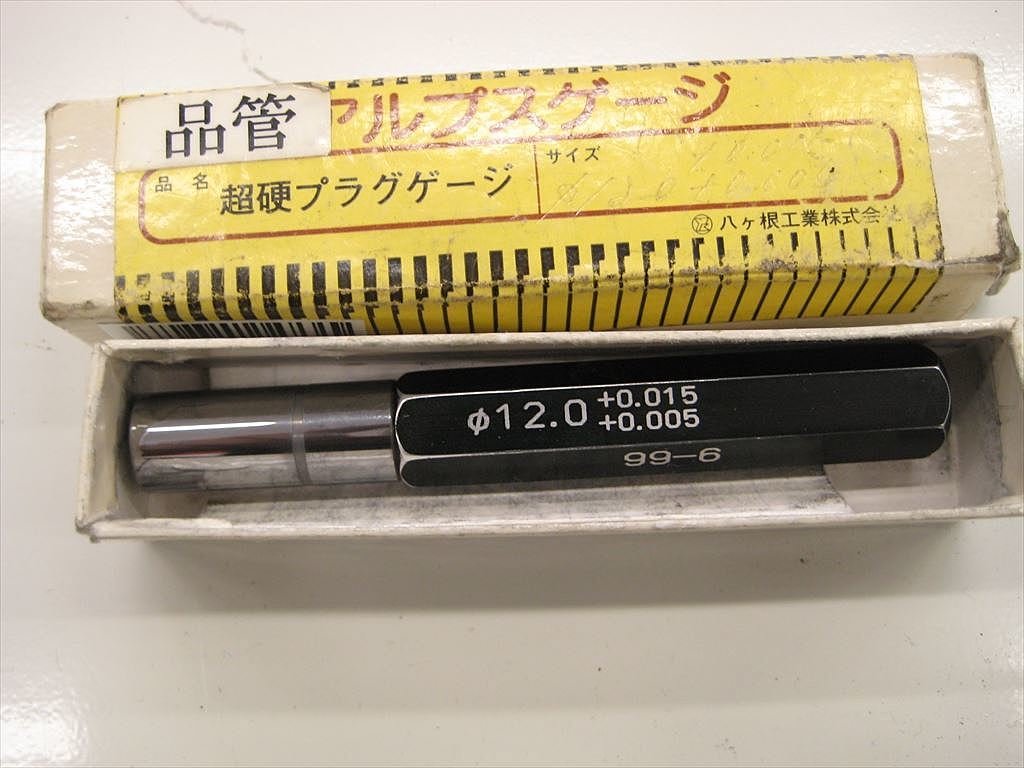 品管
アルプスゲージ
品名 超硬プラグゲージ
サイズ
八ヶ根工業株式会社
φ12.0 +0.015
+0.005
99-6